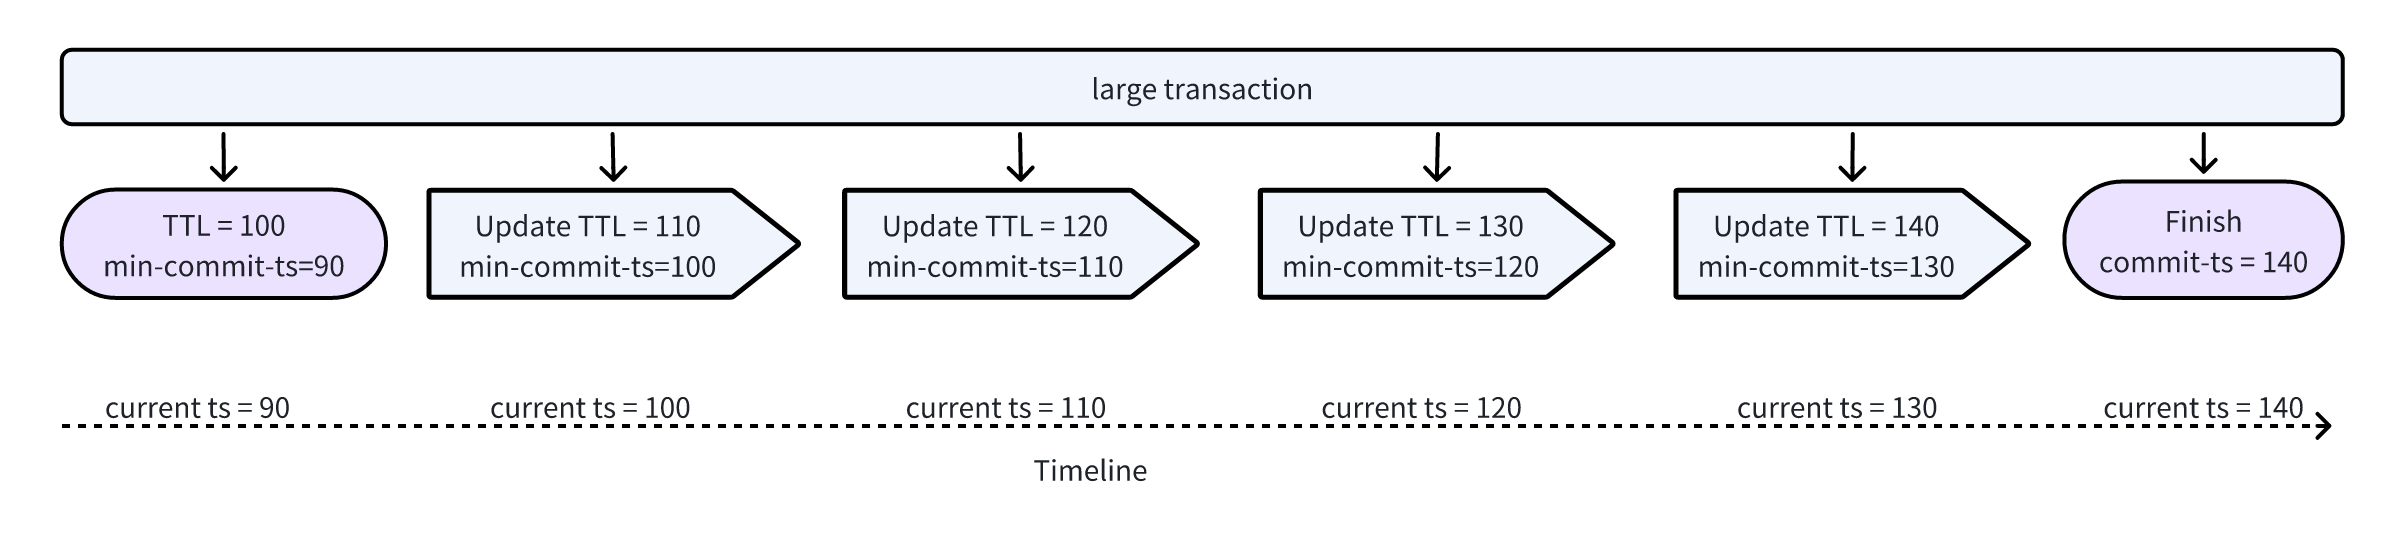 large transaction
TTL = 100
min-commit-ts=90
Update TTL = 110
min-commit-ts=100
Update TTL = 120
min-commit-ts=110
Update TTL = 130
min-commit-ts=120
Update TTL = 140
min-commit-ts=130
Finish
commit-ts = 140
current ts = 90
current ts = 100
current ts = 110
current ts = 120
current ts = 130
current ts = 140
Timeline